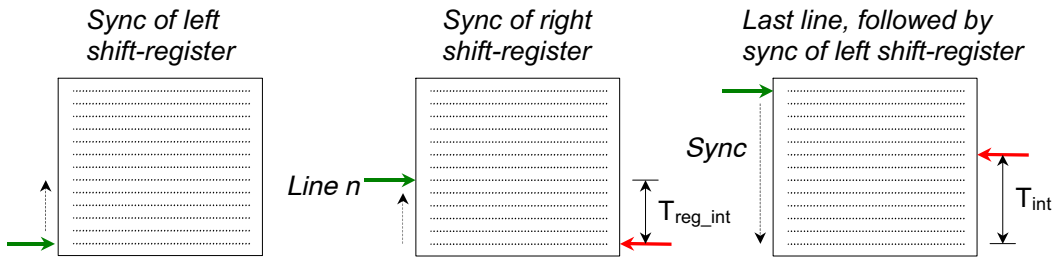 Sync of left
shift-register
Sync of right
shift-register
Last line, followed by
sync of left shift-register
Line n
T_reg_int
Sync
T_int